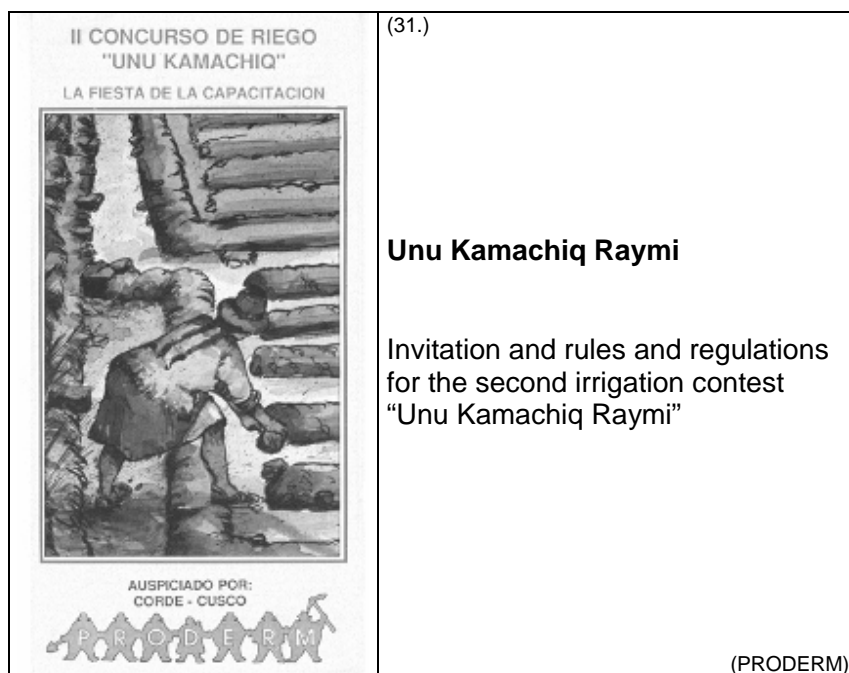 II CONCURSO DE RIEGO
"UNU KAMACHIQ"
LA FIESTA DE LA CAPACITACION
AUSPICIADO POR:
CORDE - CUSCO
PRODERM
(31.)
Unu Kamachiq Raymi
Invitation and rules and regulations
for the second irrigation contest
“Unu Kamachiq Raymi”
(PRODERM)